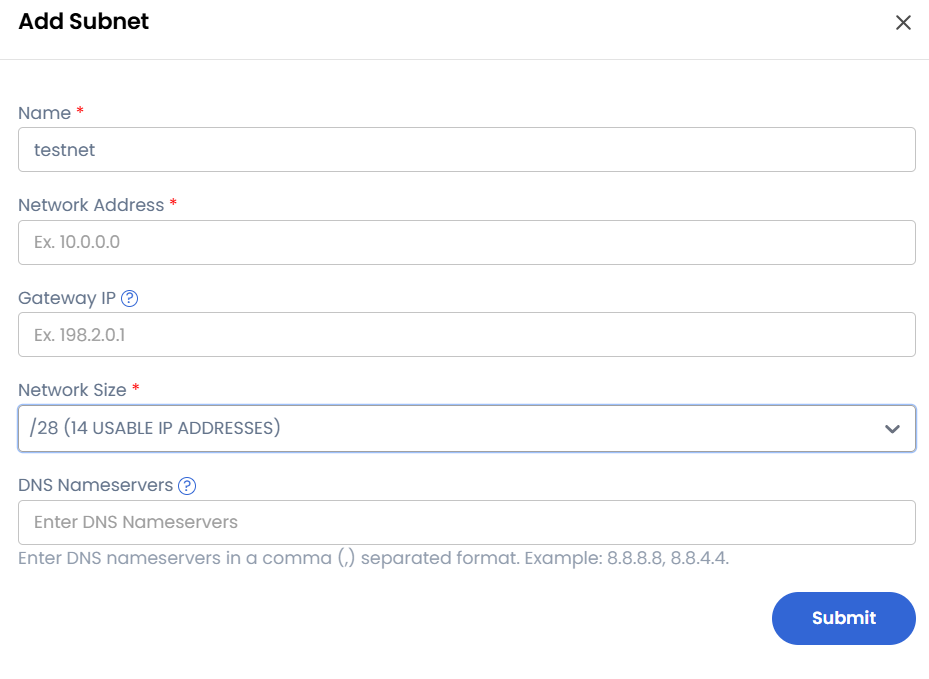 Add Subnet
Name *
testnet
Network Address *
Ex. 10.0.0.0
Gateway IP ?
Ex. 198.2.0.1
Network Size *
/28 (14 USABLE IP ADDRESSES)
DNS Nameservers ?
Enter DNS Nameservers
Enter DNS nameservers in a comma (,) separated format. Example: 8.8.8.8, 8.8.4.4.
Submit